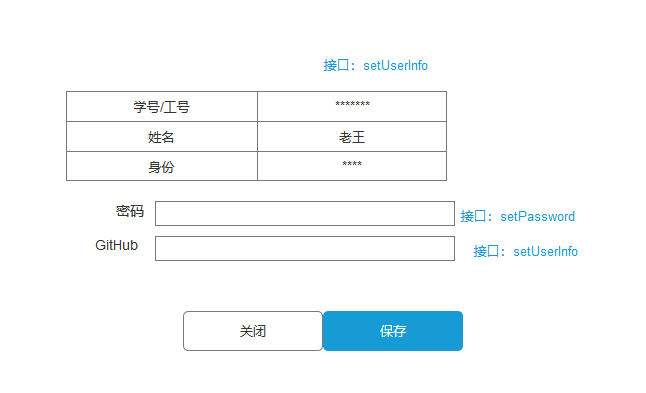 接口：setUserInfo
学号/工号 *******
姓名 老王
身份 ****
密码 接口：setPassword
GitHub 接口：setUserInfo
关闭 保存